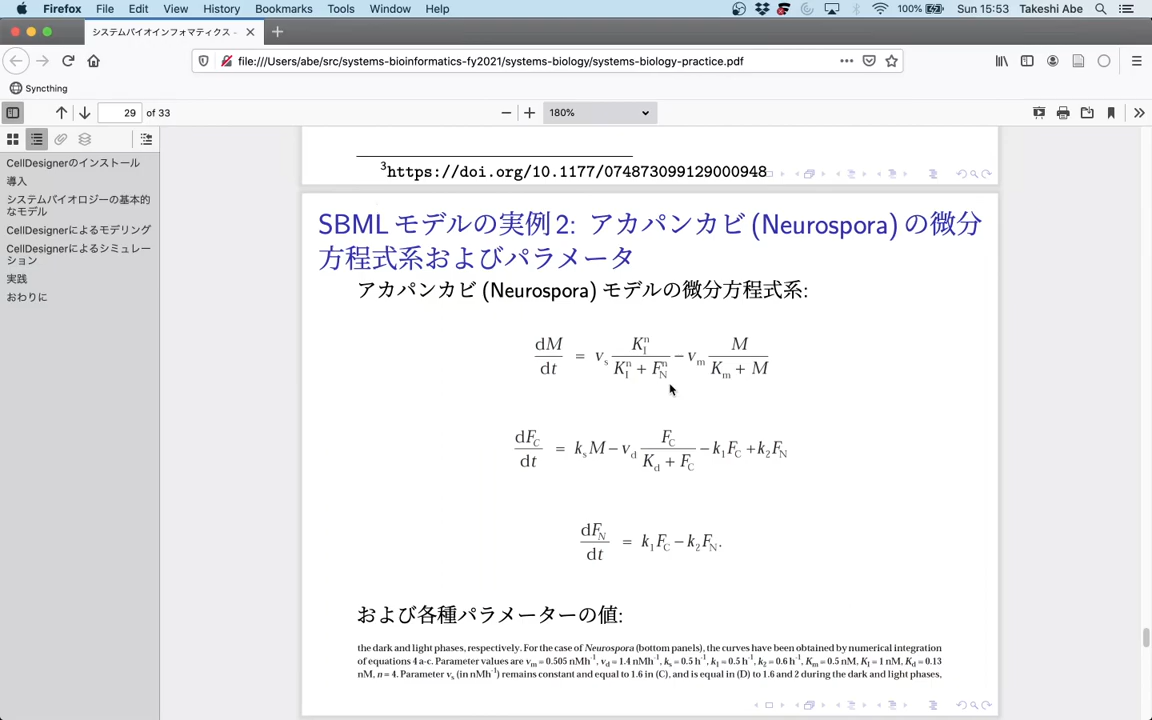 Firefox File Edit View History Bookmarks Tools Window Help 100% Sun 15:53 Takeshi Abe
システムバイオインフォマティクス -
file:///Users/abe/src/systems-bioinformatics-fy2021/systems-biology/systems-biology-practice.pdf
Syncthing
29 of 33 180%
CellDesignerのインストール
導入
システムバイオロジーの基本的
なモデル
CellDesignerによるモデリング
CellDesignerによるシミュレー
ション
実践
おわりに
3https://doi.org/10.1177/074873099129000948
SBML モデルの実例 2: アカパンカビ (Neurospora) の微分
方程式系およびパラメータ
アカパンカビ (Neurospora) モデルの微分方程式系:
dM/dt = v_s K_I^n/(K_I^n + F_N^n) − v_m M/(K_m + M)
dF_C/dt = k_s M − v_d F_C/(K_d + F_C) − k_1 F_C + k_2 F_N
dF_N/dt = k_1 F_C − k_2 F_N.
および各種パラメーターの値:
the dark and light phases, respectively. For the case of Neurospora (bottom panels), the curves have been obtained by numerical integration
of equations 4 a-c. Parameter values are v_m = 0.505 nMh^-1, v_d = 1.4 nMh^-1, k_s = 0.5 h^-1, k_1 = 0.5 h^-1, k_2 = 0.6 h^-1, K_m = 0.5 nM, K_I = 1 nM, K_d = 0.13
nM, n = 4. Parameter v_s (in nMh^-1) remains constant and equal to 1.6 in (C), and is equal in (D) to 1.6 and 2 during the dark and light phases,